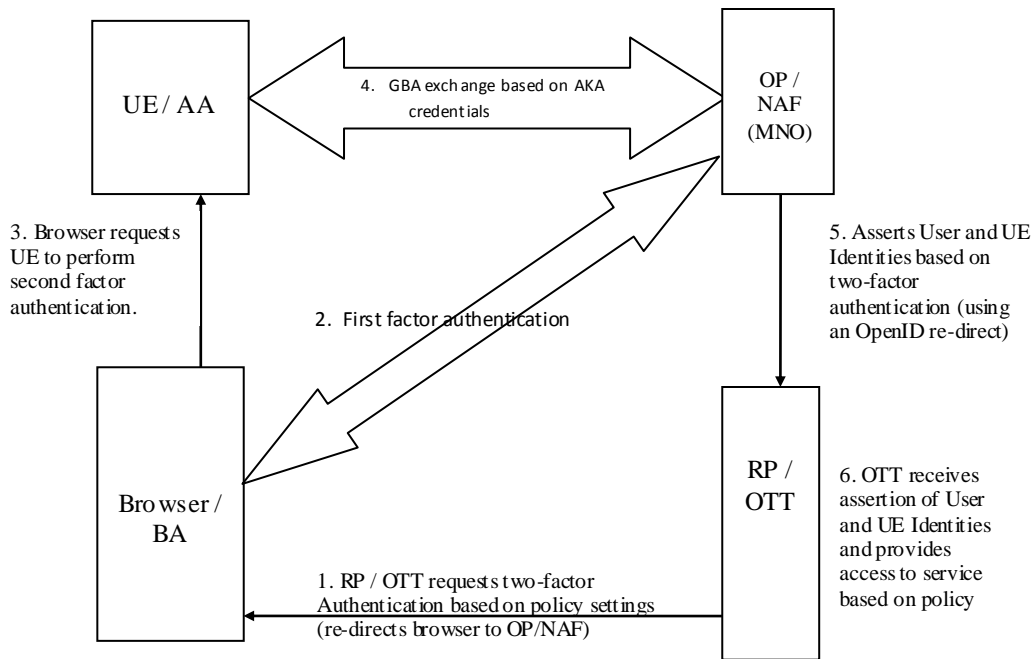 UE / AA
4. GBA exchange based on AKA
credentials
OP /
NAF
(MNO)
3. Browser requests
UE to perform
second factor
authentication.
2. First factor authentication
5. Asserts User and UE
Identities based on
two-factor
authentication (using
an OpenID re-direct)
Browser /
BA
RP /
OTT
6. OTT receives
assertion of User
and UE Identities
and provides
access to service
based on policy
1. RP / OTT requests two-factor
Authentication based on policy settings
(re-directs browser to OP/NAF)